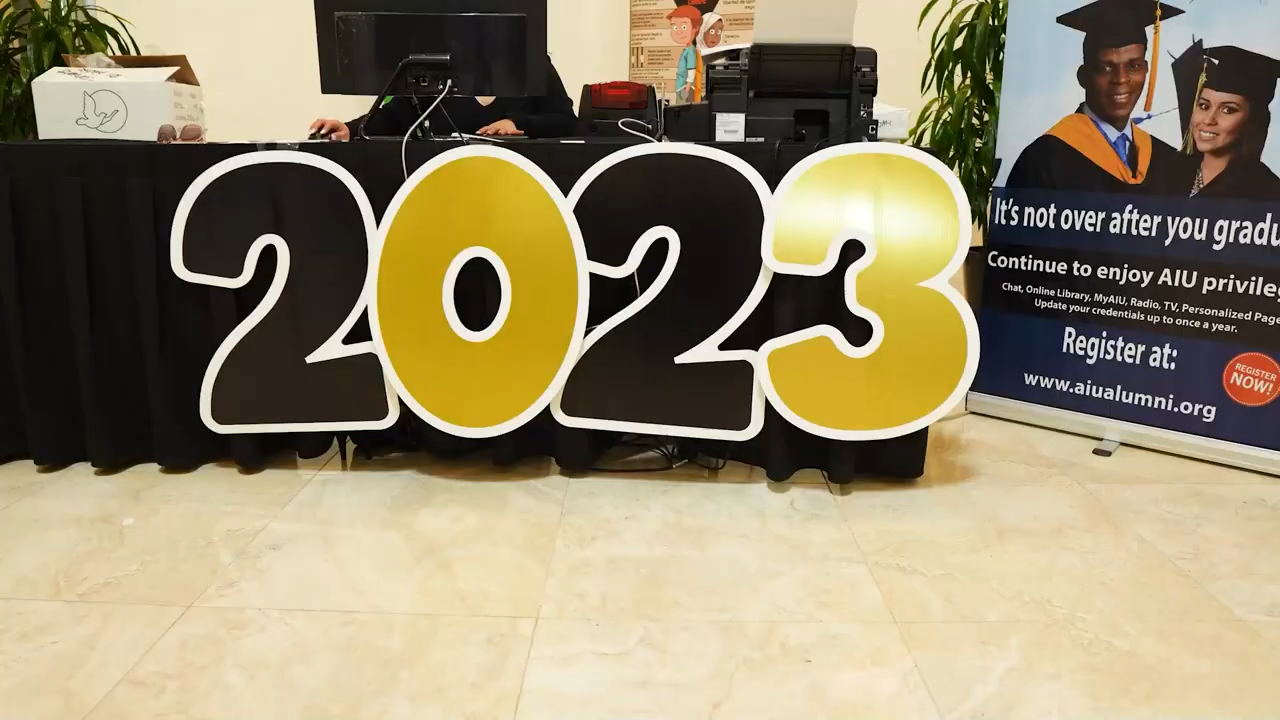 2023
It's not over after you gradu
Continue to enjoy AIU privileg
Chat, Online Library, MyAIU, Radio, TV, Personalized Page
Update your credentials up to once a year.
Register at:
www.aiualumni.org
REGISTER
NOW!